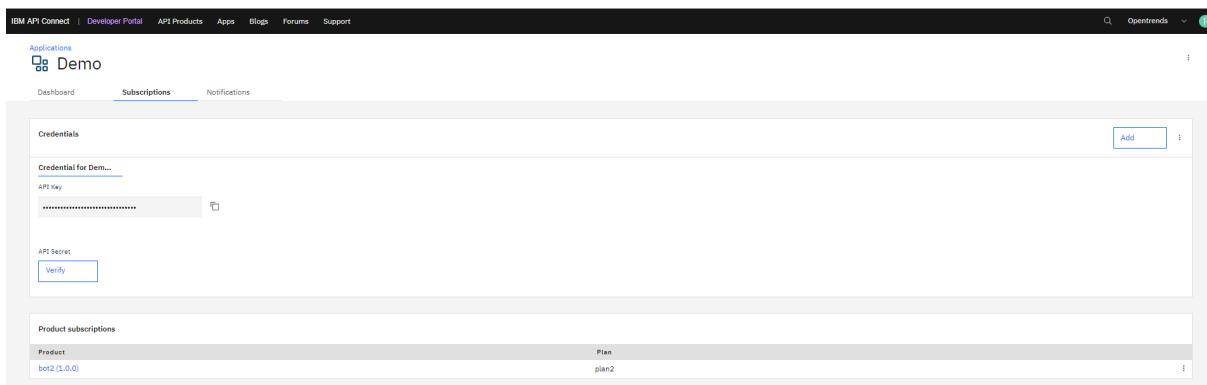 IBM API Connect | Developer Portal API Products Apps Blogs Forums Support Opentrends
Applications
Demo
Dashboard Subscriptions Notifications
Credentials Add
Credential for Dem...
API Key
••••••••••••••••••••••••••••••••
API Secret
Verify
Product subscriptions
Product Plan
bot2 (1.0.0) plan2